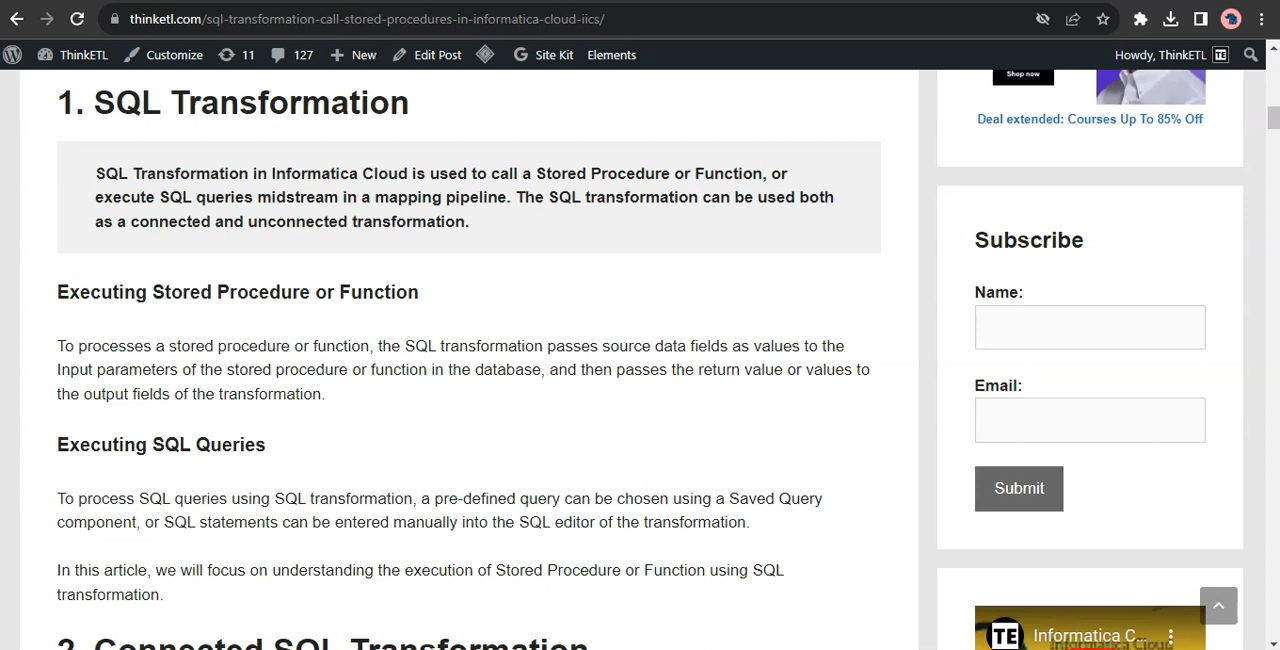 thinketl.com/sql-transformation-call-stored-procedures-in-informatica-cloud-iics/
ThinkETL Customize 11 127 New Edit Post Site Kit Elements Howdy, ThinkETL TE
1. SQL Transformation
SQL Transformation in Informatica Cloud is used to call a Stored Procedure or Function, or
execute SQL queries midstream in a mapping pipeline. The SQL transformation can be used both
as a connected and unconnected transformation.
Executing Stored Procedure or Function
To processes a stored procedure or function, the SQL transformation passes source data fields as values to the
Input parameters of the stored procedure or function in the database, and then passes the return value or values to
the output fields of the transformation.
Executing SQL Queries
To process SQL queries using SQL transformation, a pre-defined query can be chosen using a Saved Query
component, or SQL statements can be entered manually into the SQL editor of the transformation.
In this article, we will focus on understanding the execution of Stored Procedure or Function using SQL
transformation.
2. Connected SQL Transformation
Shop now
Deal extended: Courses Up To 85% Off
Subscribe
Name:
Email:
Submit
TE Informatica C...
Informatica Cloud